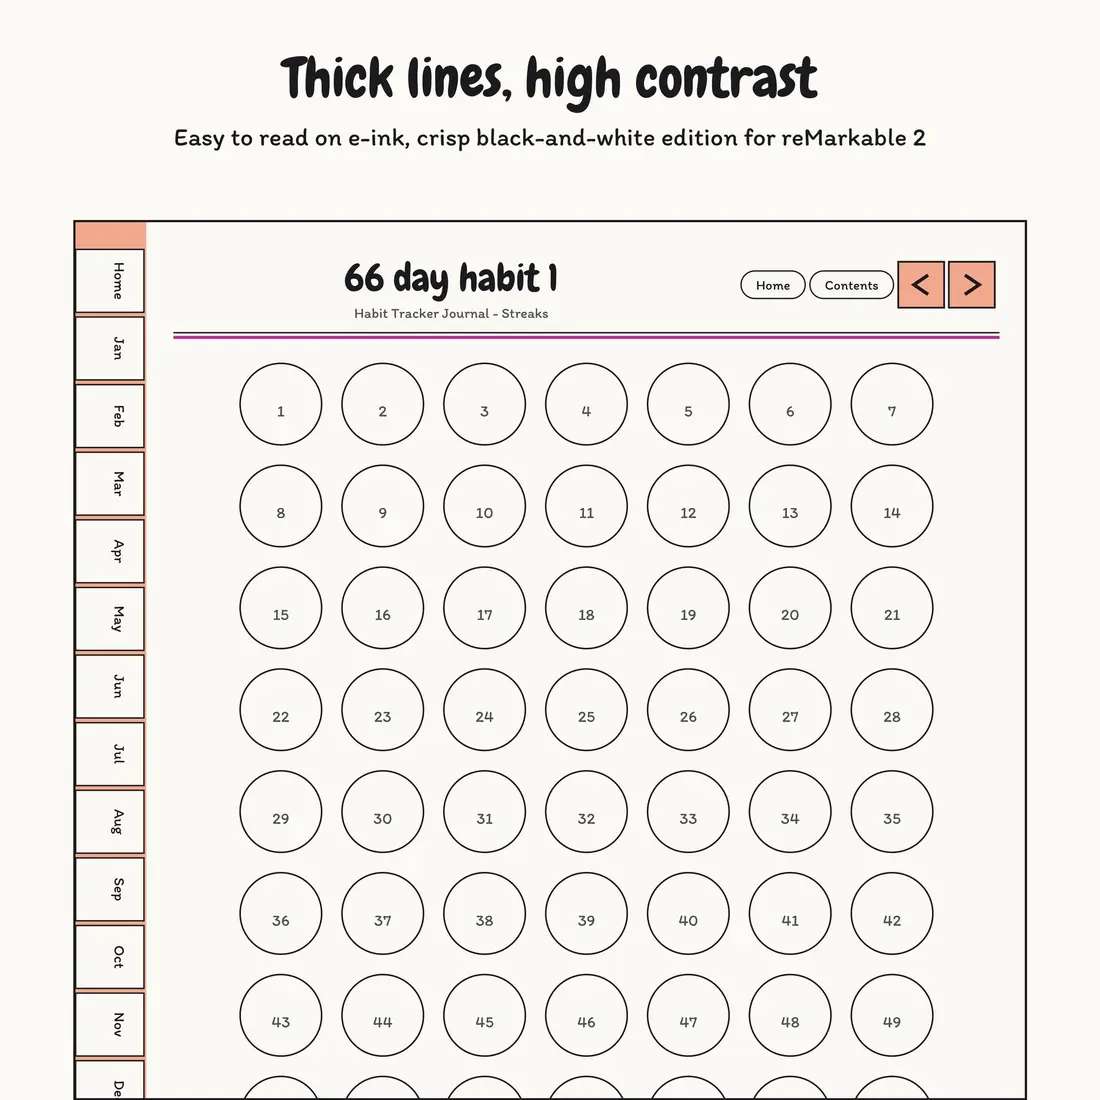 Thick lines, high contrast
Easy to read on e-ink, crisp black-and-white edition for reMarkable 2
66 day habit 1
Habit Tracker Journal - Streaks
Home
Contents
<
>
Home
Jan
Feb
Mar
Apr
May
Jun
Jul
Aug
Sep
Oct
Nov
De
1 2 3 4 5 6 7
8 9 10 11 12 13 14
15 16 17 18 19 20 21
22 23 24 25 26 27 28
29 30 31 32 33 34 35
36 37 38 39 40 41 42
43 44 45 46 47 48 49